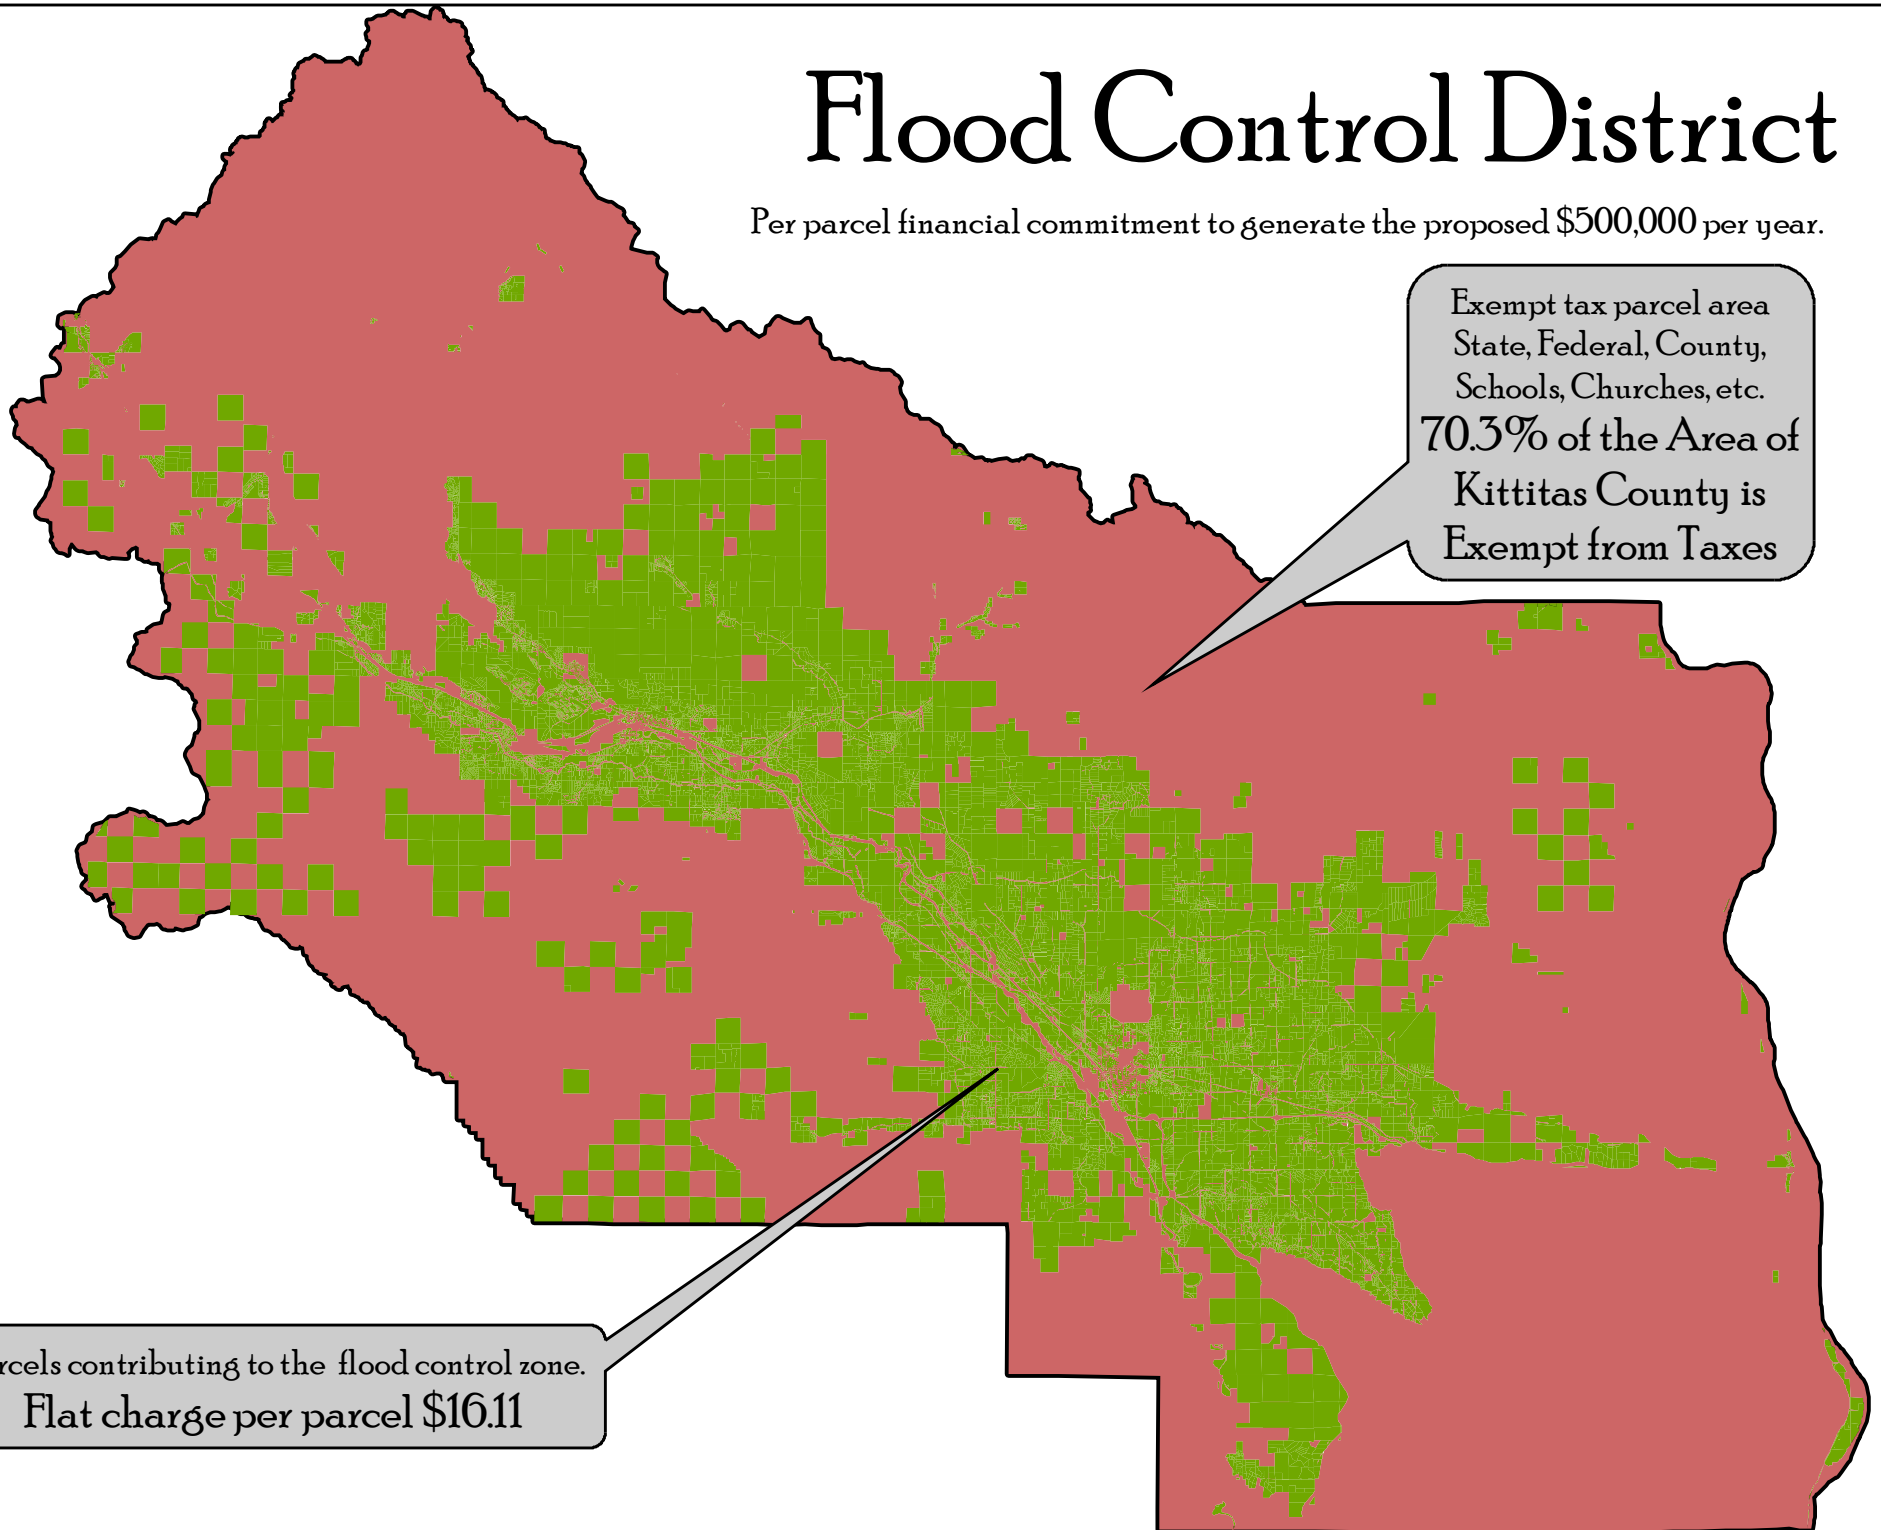 Flood Control District
Per parcel financial commitment to generate the proposed $500,000 per year.
Exempt tax parcel area
State, Federal, County,
Schools, Churches, etc.
70.3% of the Area of
Kittitas County is
Exempt from Taxes
rcels contributing to the flood control zone.
Flat charge per parcel $16.11